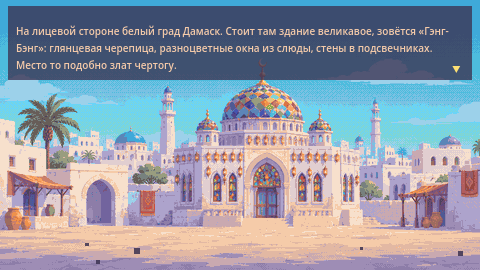 На лицевой стороне белый град Дамаск. Стоит там здание великавое, зовётся «Гэнг-
Бэнг»: глянцевая черепица, разноцветные окна из слюды, стены в подсвечниках.
Место то подобно злат чертогу.